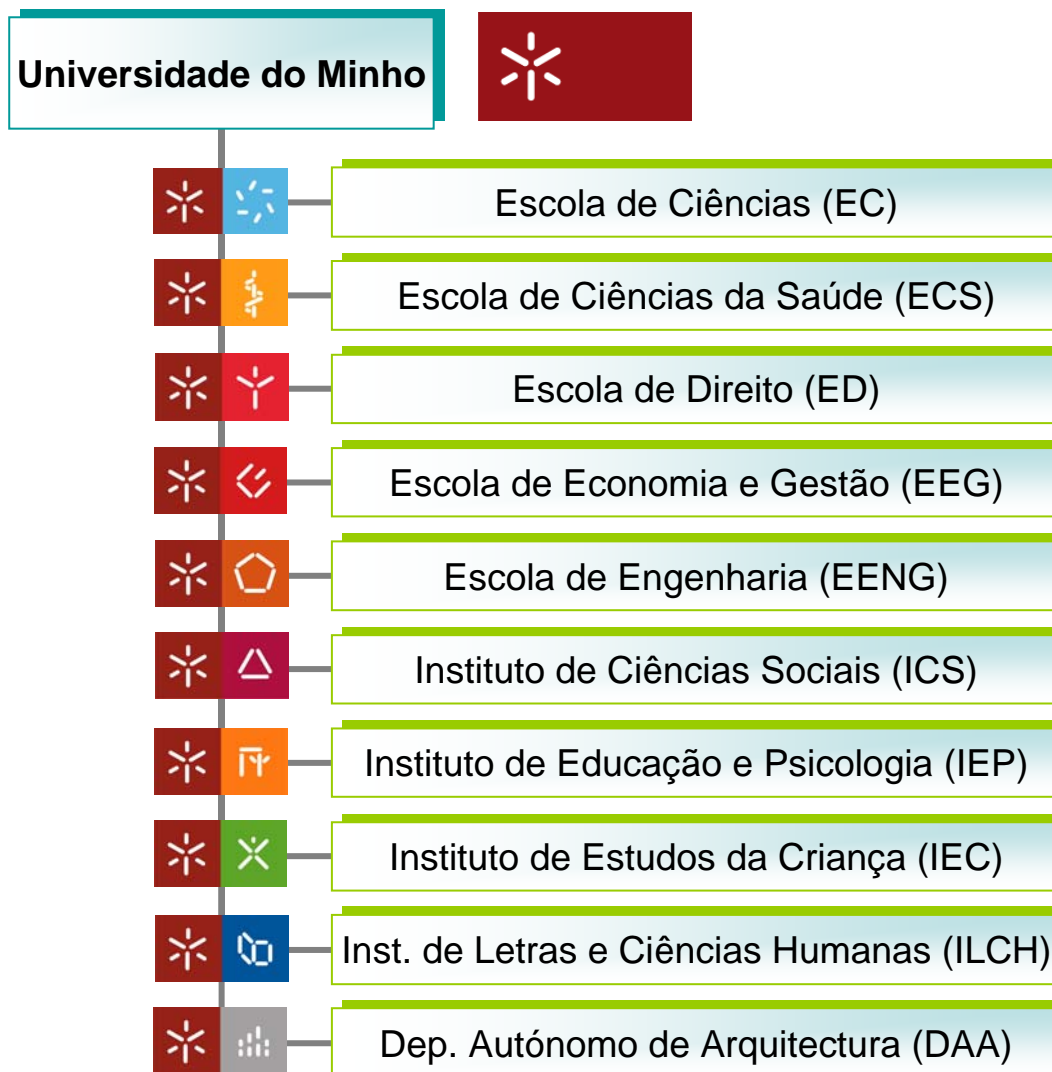 Universidade do Minho
Escola de Ciências (EC)
Escola de Ciências da Saúde (ECS)
Escola de Direito (ED)
Escola de Economia e Gestão (EEG)
Escola de Engenharia (EENG)
Instituto de Ciências Sociais (ICS)
Instituto de Educação e Psicologia (IEP)
Instituto de Estudos da Criança (IEC)
Inst. de Letras e Ciências Humanas (ILCH)
Dep. Autónomo de Arquitectura (DAA)